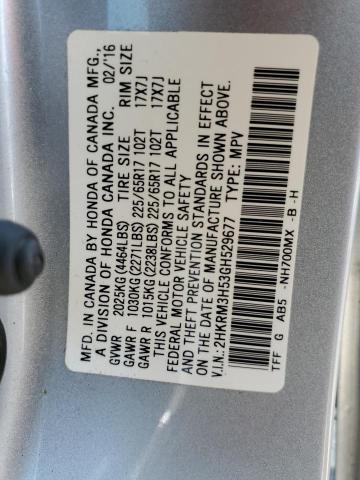 MFD. IN CANADA BY HONDA OF CANADA MFG.,
A DIVISION OF HONDA CANADA INC. 02/'16
GVWR 2025KG (4464LBS) TIRE SIZE RIM SIZE
GAWR F 1030KG (2271LBS) 225/65R17 102T 17X7J
GAWR R 1015KG (2238LBS) 225/65R17 102T 17X7J
THIS VEHICLE CONFORMS TO ALL APPLICABLE
FEDERAL MOTOR VEHICLE SAFETY
AND THEFT PREVENTION STANDARDS IN EFFECT
ON THE DATE OF MANUFACTURE SHOWN ABOVE.
V.I.N.: 2HKRM3H53GH529677 TYPE: MPV
TFF G AB5 -NH700MX -B -H